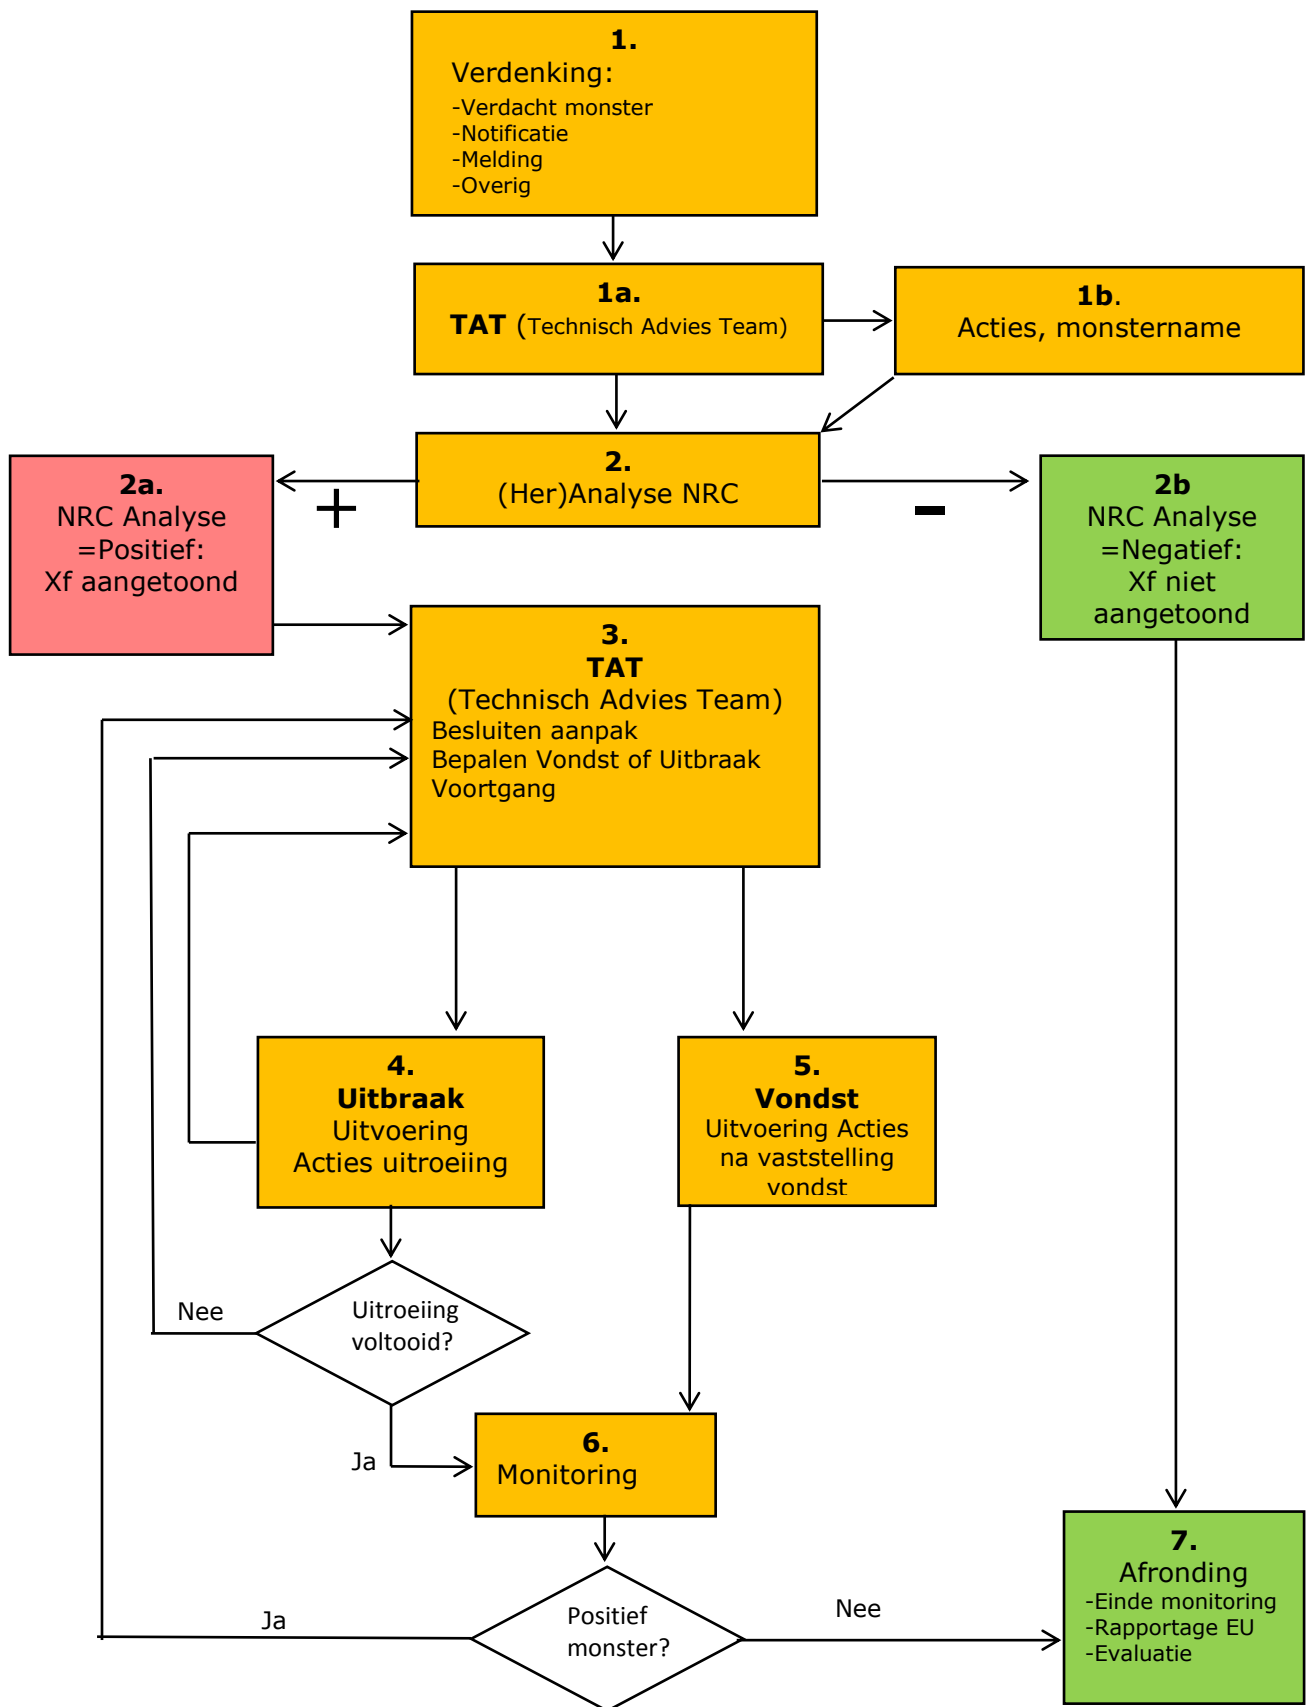 1.
Verdenking:
-Verdacht monster
-Notificatie
-Melding
-Overig
1a.
TAT (Technisch Advies Team)
1b.
Acties, monstername
2.
(Her)Analyse NRC
+
-
2a.
NRC Analyse
=Positief:
Xf aangetoond
2b
NRC Analyse
=Negatief:
Xf niet
aangetoond
3.
TAT
(Technisch Advies Team)
Besluiten aanpak
Bepalen Vondst of Uitbraak
Voortgang
4.
Uitbraak
Uitvoering
Acties uitroeiing
5.
Vondst
Uitvoering Acties
na vaststelling
vondst
Nee
Uitroeiing
voltooid?
Ja
6.
Monitoring
Ja
Positief
monster?
Nee
7.
Afronding
-Einde monitoring
-Rapportage EU
-Evaluatie